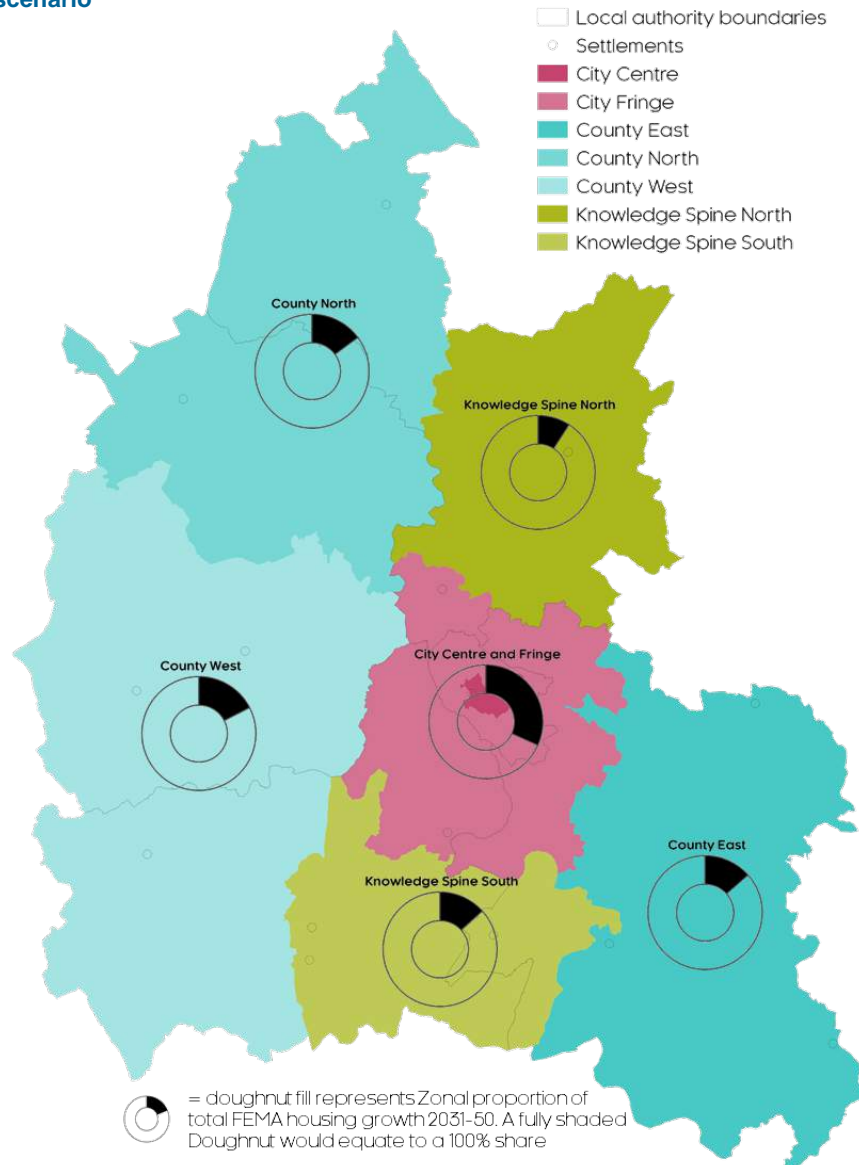 scenario
Local authority boundaries
Settlements
City Centre
City Fringe
County East
County North
County West
Knowledge Spine North
Knowledge Spine South
County North
Knowledge Spine North
City Centre and Fringe
County West
County East
Knowledge Spine South
= doughnut fill represents Zonal proportion of
total FEMA housing growth 2031-50. A fully shaded
Doughnut would equate to a 100% share